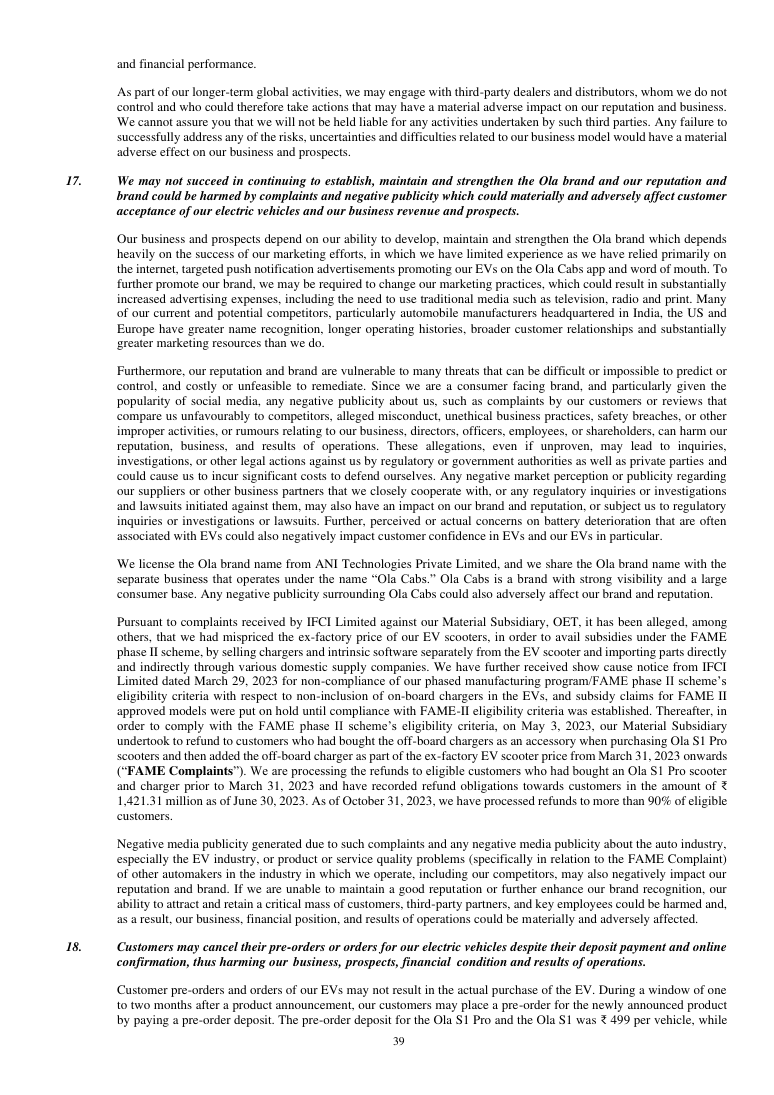 and financial performance.
As part of our longer-term global activities, we may engage with third-party dealers and distributors, whom we do not
control and who could therefore take actions that may have a material adverse impact on our reputation and business.
We cannot assure you that we will not be held liable for any activities undertaken by such third parties. Any failure to
successfully address any of the risks, uncertainties and difficulties related to our business model would have a material
adverse effect on our business and prospects.
17. We may not succeed in continuing to establish, maintain and strengthen the Ola brand and our reputation and
brand could be harmed by complaints and negative publicity which could materially and adversely affect customer
acceptance of our electric vehicles and our business revenue and prospects.
Our business and prospects depend on our ability to develop, maintain and strengthen the Ola brand which depends
heavily on the success of our marketing efforts, in which we have limited experience as we have relied primarily on
the internet, targeted push notification advertisements promoting our EVs on the Ola Cabs app and word of mouth. To
further promote our brand, we may be required to change our marketing practices, which could result in substantially
increased advertising expenses, including the need to use traditional media such as television, radio and print. Many
of our current and potential competitors, particularly automobile manufacturers headquartered in India, the US and
Europe have greater name recognition, longer operating histories, broader customer relationships and substantially
greater marketing resources than we do.
Furthermore, our reputation and brand are vulnerable to many threats that can be difficult or impossible to predict or
control, and costly or unfeasible to remediate. Since we are a consumer facing brand, and particularly given the
popularity of social media, any negative publicity about us, such as complaints by our customers or reviews that
compare us unfavourably to competitors, alleged misconduct, unethical business practices, safety breaches, or other
improper activities, or rumours relating to our business, directors, officers, employees, or shareholders, can harm our
reputation, business, and results of operations. These allegations, even if unproven, may lead to inquiries,
investigations, or other legal actions against us by regulatory or government authorities as well as private parties and
could cause us to incur significant costs to defend ourselves. Any negative market perception or publicity regarding
our suppliers or other business partners that we closely cooperate with, or any regulatory inquiries or investigations
and lawsuits initiated against them, may also have an impact on our brand and reputation, or subject us to regulatory
inquiries or investigations or lawsuits. Further, perceived or actual concerns on battery deterioration that are often
associated with EVs could also negatively impact customer confidence in EVs and our EVs in particular.
We license the Ola brand name from ANI Technologies Private Limited, and we share the Ola brand name with the
separate business that operates under the name “Ola Cabs.” Ola Cabs is a brand with strong visibility and a large
consumer base. Any negative publicity surrounding Ola Cabs could also adversely affect our brand and reputation.
Pursuant to complaints received by IFCI Limited against our Material Subsidiary, OET, it has been alleged, among
others, that we had mispriced the ex-factory price of our EV scooters, in order to avail subsidies under the FAME
phase II scheme, by selling chargers and intrinsic software separately from the EV scooter and importing parts directly
and indirectly through various domestic supply companies. We have further received show cause notice from IFCI
Limited dated March 29, 2023 for non-compliance of our phased manufacturing program/FAME phase II scheme’s
eligibility criteria with respect to non-inclusion of on-board chargers in the EVs, and subsidy claims for FAME II
approved models were put on hold until compliance with FAME-II eligibility criteria was established. Thereafter, in
order to comply with the FAME phase II scheme’s eligibility criteria, on May 3, 2023, our Material Subsidiary
undertook to refund to customers who had bought the off-board chargers as an accessory when purchasing Ola S1 Pro
scooters and then added the off-board charger as part of the ex-factory EV scooter price from March 31, 2023 onwards
(“FAME Complaints”). We are processing the refunds to eligible customers who had bought an Ola S1 Pro scooter
and charger prior to March 31, 2023 and have recorded refund obligations towards customers in the amount of ₹
1,421.31 million as of June 30, 2023. As of October 31, 2023, we have processed refunds to more than 90% of eligible
customers.
Negative media publicity generated due to such complaints and any negative media publicity about the auto industry,
especially the EV industry, or product or service quality problems (specifically in relation to the FAME Complaint)
of other automakers in the industry in which we operate, including our competitors, may also negatively impact our
reputation and brand. If we are unable to maintain a good reputation or further enhance our brand recognition, our
ability to attract and retain a critical mass of customers, third-party partners, and key employees could be harmed and,
as a result, our business, financial position, and results of operations could be materially and adversely affected.
18. Customers may cancel their pre-orders or orders for our electric vehicles despite their deposit payment and online
confirmation, thus harming our business, prospects, financial condition and results of operations.
Customer pre-orders and orders of our EVs may not result in the actual purchase of the EV. During a window of one
to two months after a product announcement, our customers may place a pre-order for the newly announced product
by paying a pre-order deposit. The pre-order deposit for the Ola S1 Pro and the Ola S1 was ₹ 499 per vehicle, while
39